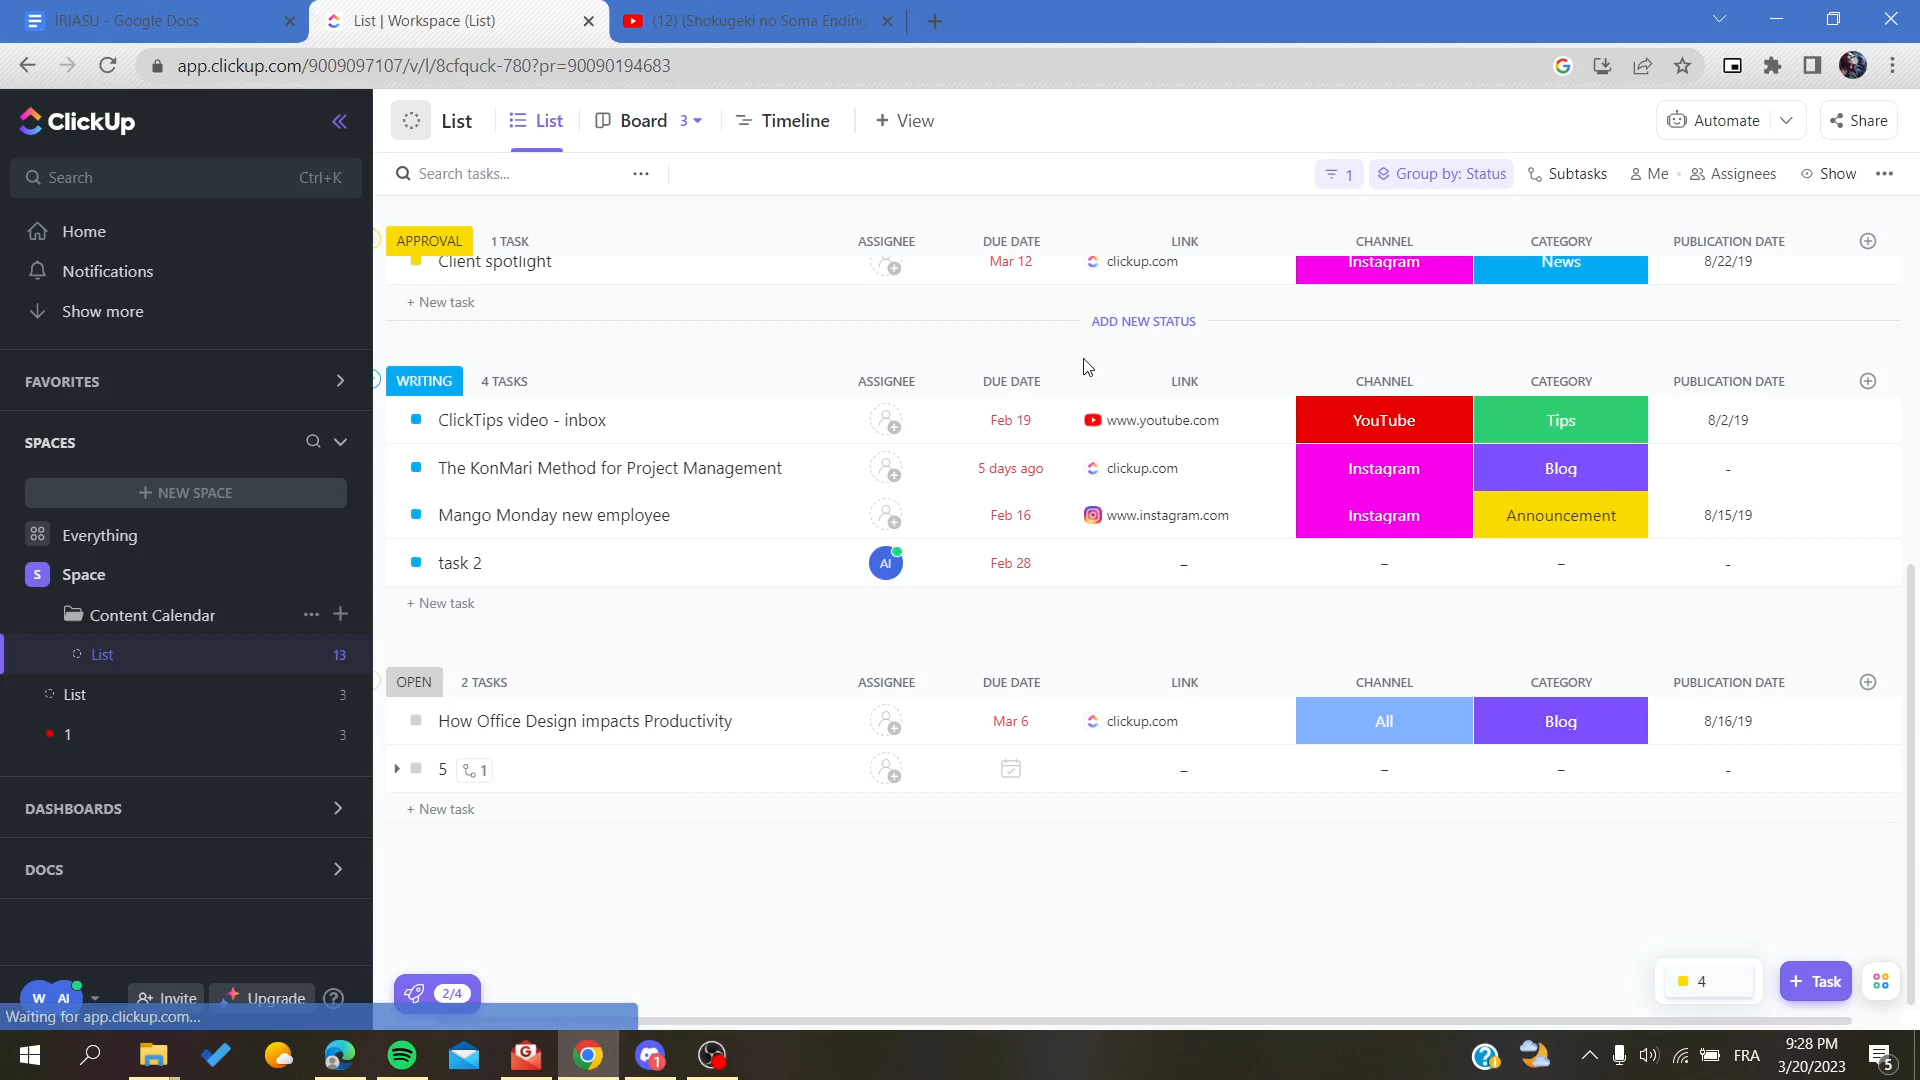 IRIASU - Google Docs
List | Workspace (List)
(12) (Shokugeki no Soma Ending
app.clickup.com/9009097107/v/l/8cfquck-780?pr=90090194683
ClickUp
List
List
Board 3
Timeline
+ View
Automate
Share
Search Ctrl+K
Search tasks...
1
Group by: Status
Subtasks
Me
Assignees
Show
Home
Notifications
Show more
FAVORITES
SPACES
+ NEW SPACE
Everything
S Space
Content Calendar
List 13
List 3
1 3
DASHBOARDS
DOCS
W AI
Invite
Upgrade
Waiting for app.clickup.com...
APPROVAL 1 TASK ASSIGNEE DUE DATE LINK CHANNEL CATEGORY PUBLICATION DATE
Client spotlight Mar 12 clickup.com Instagram News 8/22/19
+ New task
ADD NEW STATUS
WRITING 4 TASKS ASSIGNEE DUE DATE LINK CHANNEL CATEGORY PUBLICATION DATE
ClickTips video - inbox Feb 19 www.youtube.com YouTube Tips 8/2/19
The KonMari Method for Project Management 5 days ago clickup.com Instagram Blog -
Mango Monday new employee Feb 16 www.instagram.com Instagram Announcement 8/15/19
task 2 AI Feb 28 – – – -
+ New task
OPEN 2 TASKS ASSIGNEE DUE DATE LINK CHANNEL CATEGORY PUBLICATION DATE
How Office Design impacts Productivity Mar 6 clickup.com All Blog 8/16/19
5 1 – – – -
+ New task
2/4
4
+ Task
1
FRA
9:28 PM
3/20/2023
5